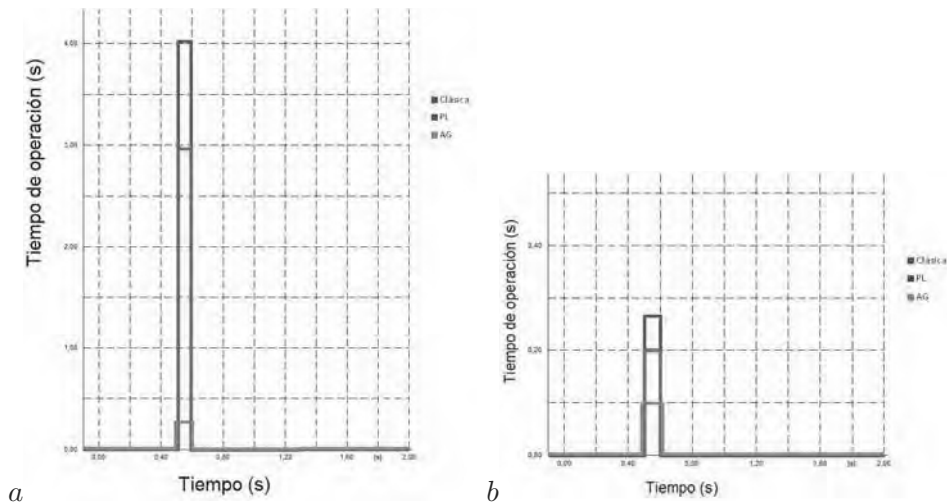 4,00
3,00
2,00
1,00
0,00
Tiempo de operación (s)
0,00 0,40 0,80 1,20 1,60 [s] 2,00
Tiempo (s)
Clásica
PL
AG
a
0,40
0,20
0,00
Tiempo de operación (s)
0,00 0,40 0,80 1,20 1,60 [s] 2,00
Tiempo (s)
Clásica
PL
AG
b